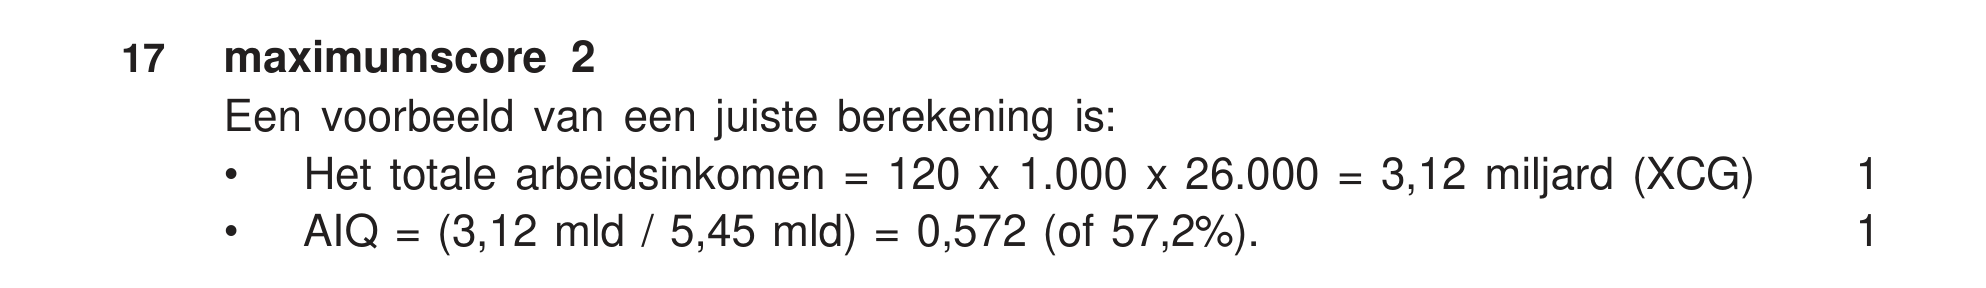 17 maximumscore 2
Een voorbeeld van een juiste berekening is:
• Het totale arbeidsinkomen = 120 x 1.000 x 26.000 = 3,12 miljard (XCG) 1
• AIQ = (3,12 mld / 5,45 mld) = 0,572 (of 57,2%). 1